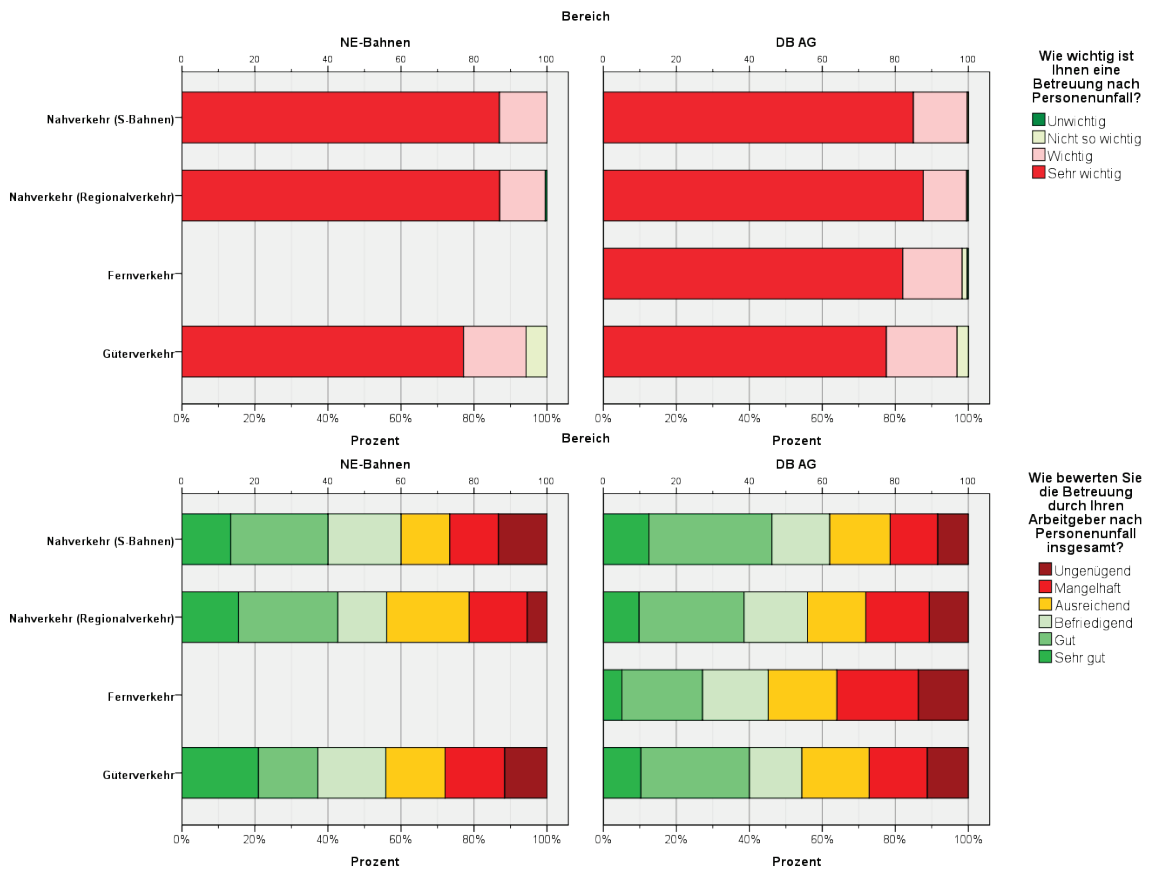 Bereich
NE-Bahnen
DB AG
0 20 40 60 80 100
0 20 40 60 80 100
Wie wichtig ist
Ihnen eine
Betreuung nach
Personenunfall?
Unwichtig
Nicht so wichtig
Wichtig
Sehr wichtig
Nahverkehr (S-Bahnen)
Nahverkehr (Regionalverkehr)
Fernverkehr
Güterverkehr
0% 20% 40% 60% 80% 100%
0% 20% 40% 60% 80% 100%
Prozent
Prozent
Bereich
NE-Bahnen
DB AG
0 20 40 60 80 100
0 20 40 60 80 100
Wie bewerten Sie
die Betreuung
durch Ihren
Arbeitgeber nach
Personenunfall
insgesamt?
Ungenügend
Mangelhaft
Ausreichend
Befriedigend
Gut
Sehr gut
Nahverkehr (S-Bahnen)
Nahverkehr (Regionalverkehr)
Fernverkehr
Güterverkehr
0% 20% 40% 60% 80% 100%
0% 20% 40% 60% 80% 100%
Prozent
Prozent